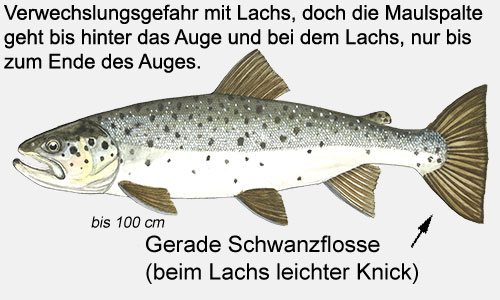 Verwechslungsgefahr mit Lachs, doch die Maulspalte
geht bis hinter das Auge und bei dem Lachs, nur bis
zum Ende des Auges.
bis 100 cm
Gerade Schwanzflosse
(beim Lachs leichter Knick)